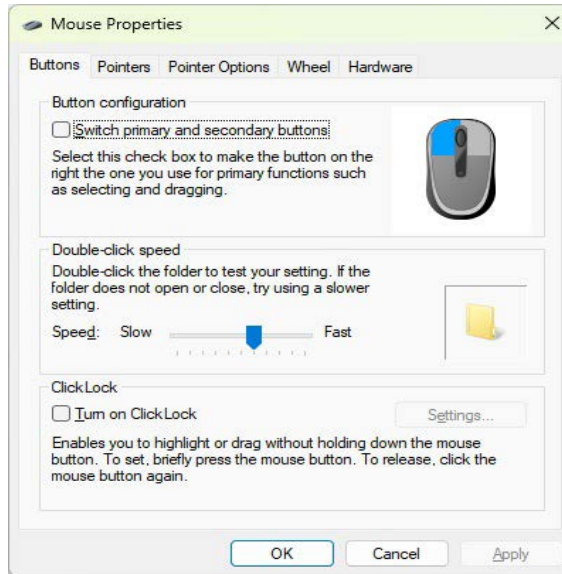 Mouse Properties
Buttons Pointers Pointer Options Wheel Hardware
Button configuration
Switch primary and secondary buttons
Select this check box to make the button on the
right the one you use for primary functions such
as selecting and dragging.
Double-click speed
Double-click the folder to test your setting. If the
folder does not open or close, try using a slower
setting.
Speed: Slow Fast
ClickLock
Turn on ClickLock Settings...
Enables you to highlight or drag without holding down the mouse
button. To set, briefly press the mouse button. To release, click the
mouse button again.
OK Cancel Apply